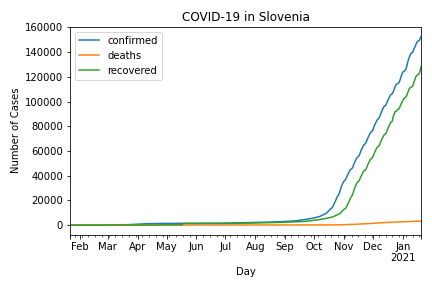 COVID-19 in Slovenia
160000
140000
120000
100000
80000
60000
40000
20000
0
Number of Cases
confirmed
deaths
recovered
Feb Mar Apr May Jun Jul Aug Sep Oct Nov Dec Jan
2021
Day